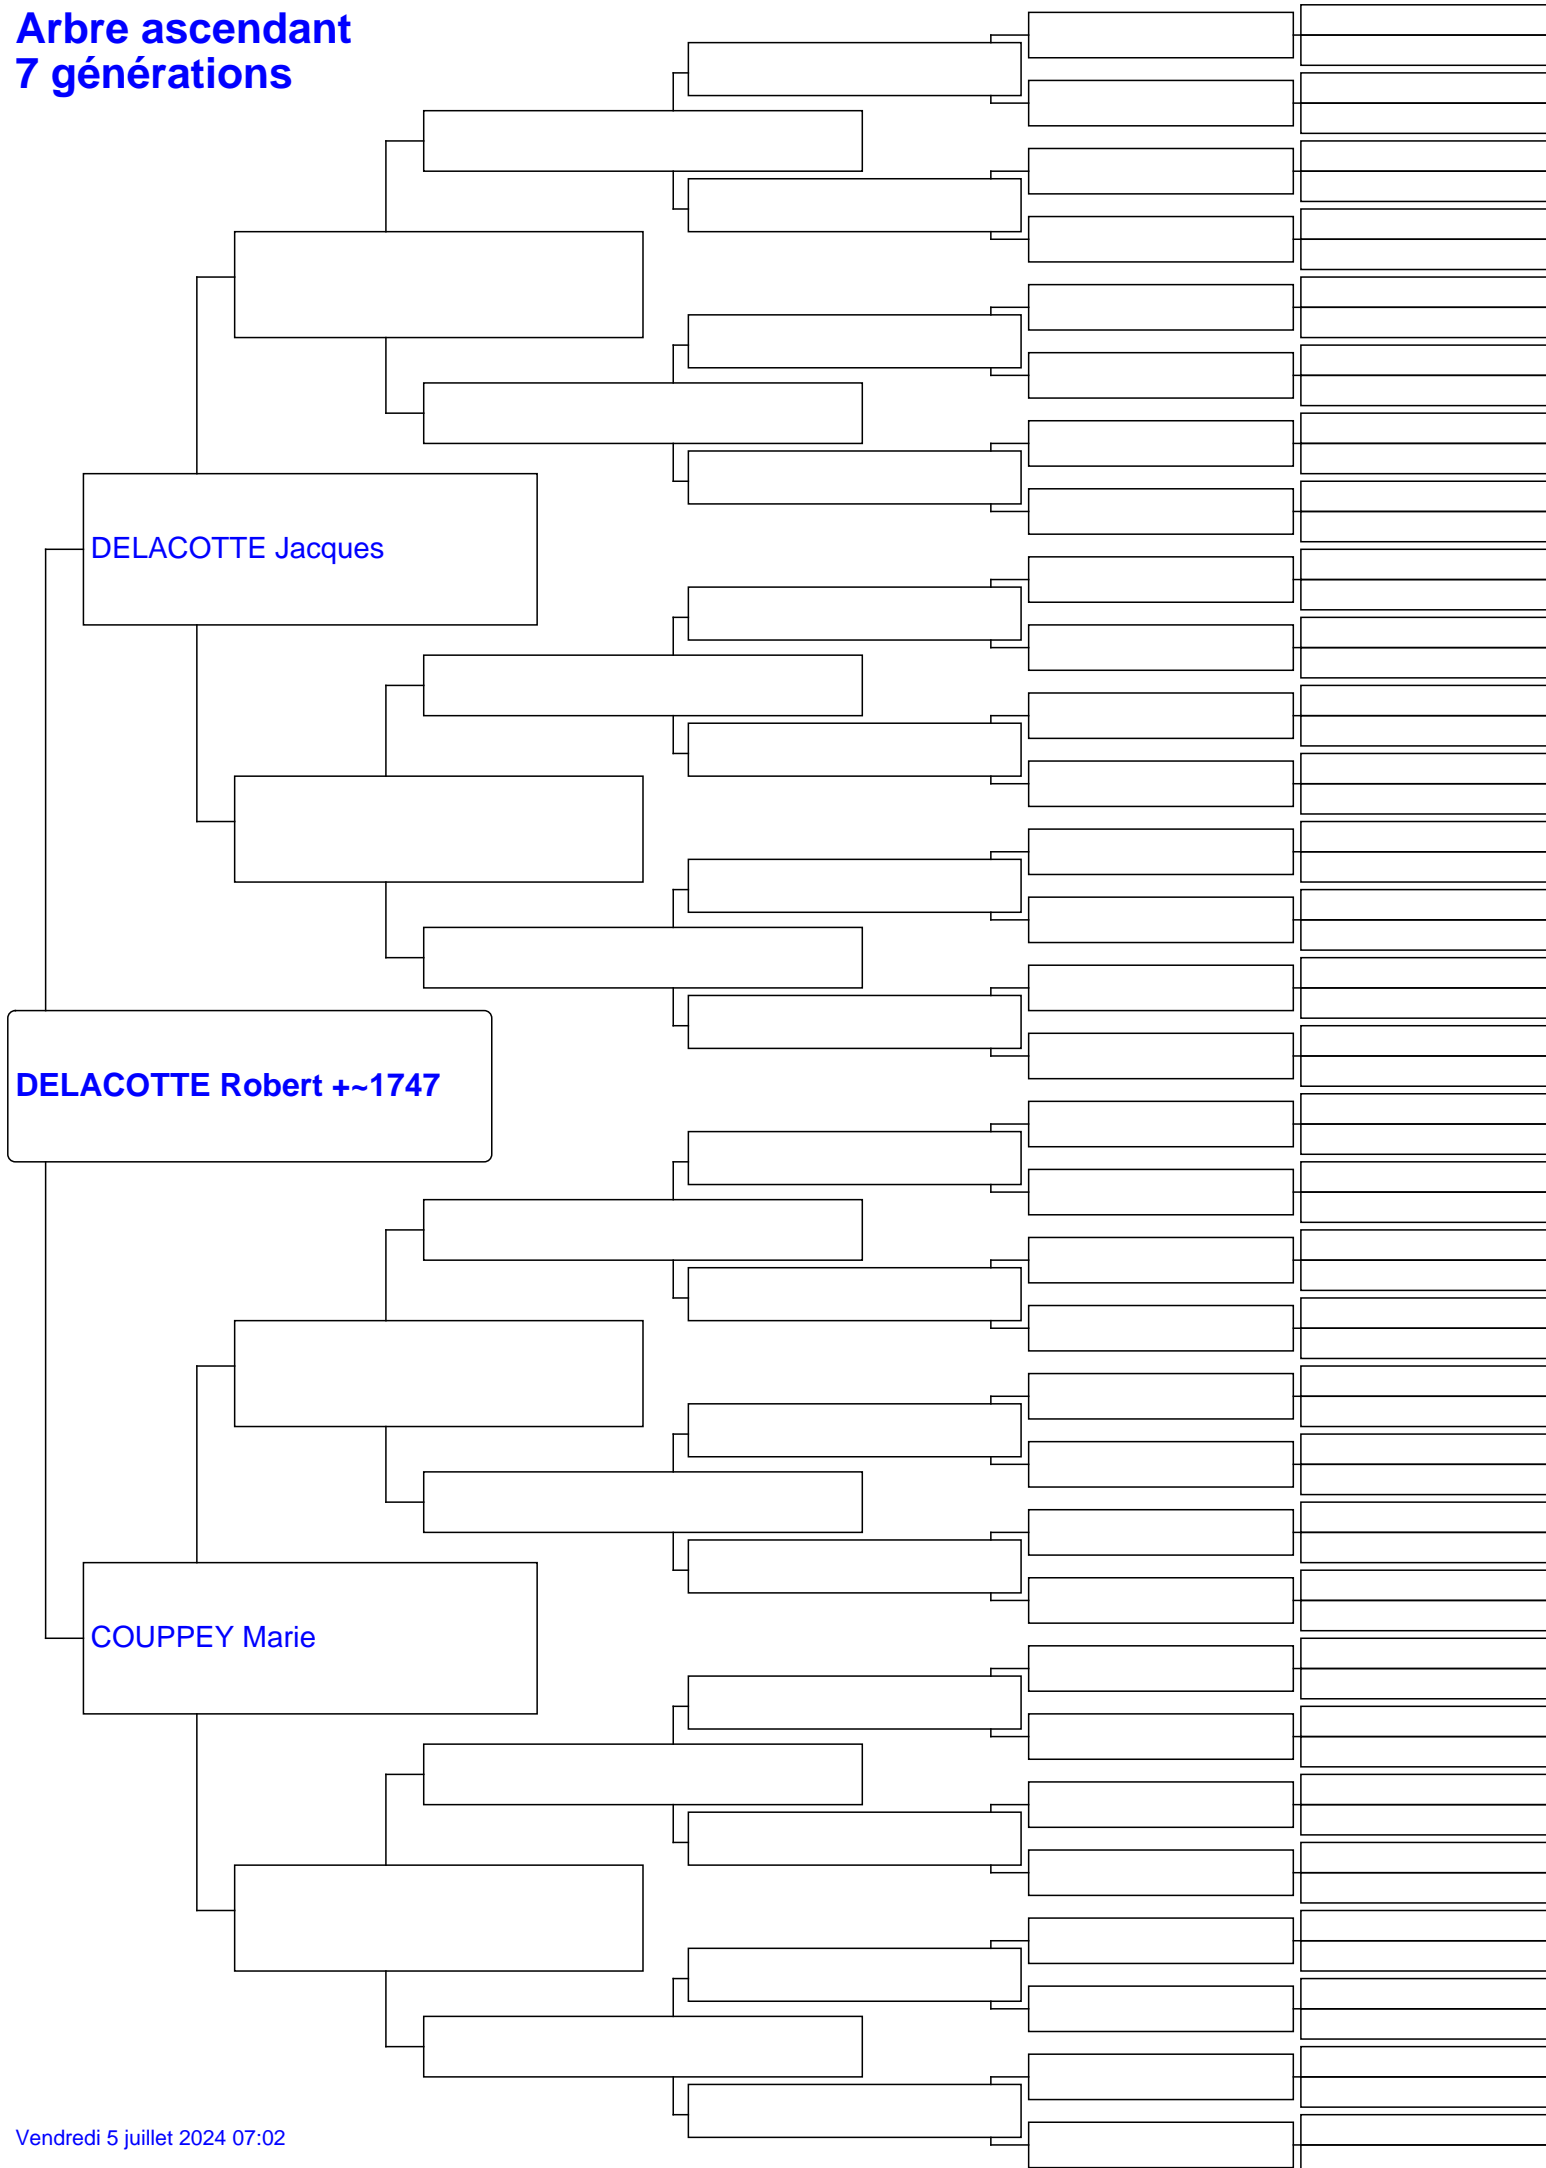 Arbre ascendant
7 générations
DELACOTTE Jacques
DELACOTTE Robert +~1747
COUPPEY Marie
Vendredi 5 juillet 2024 07:02